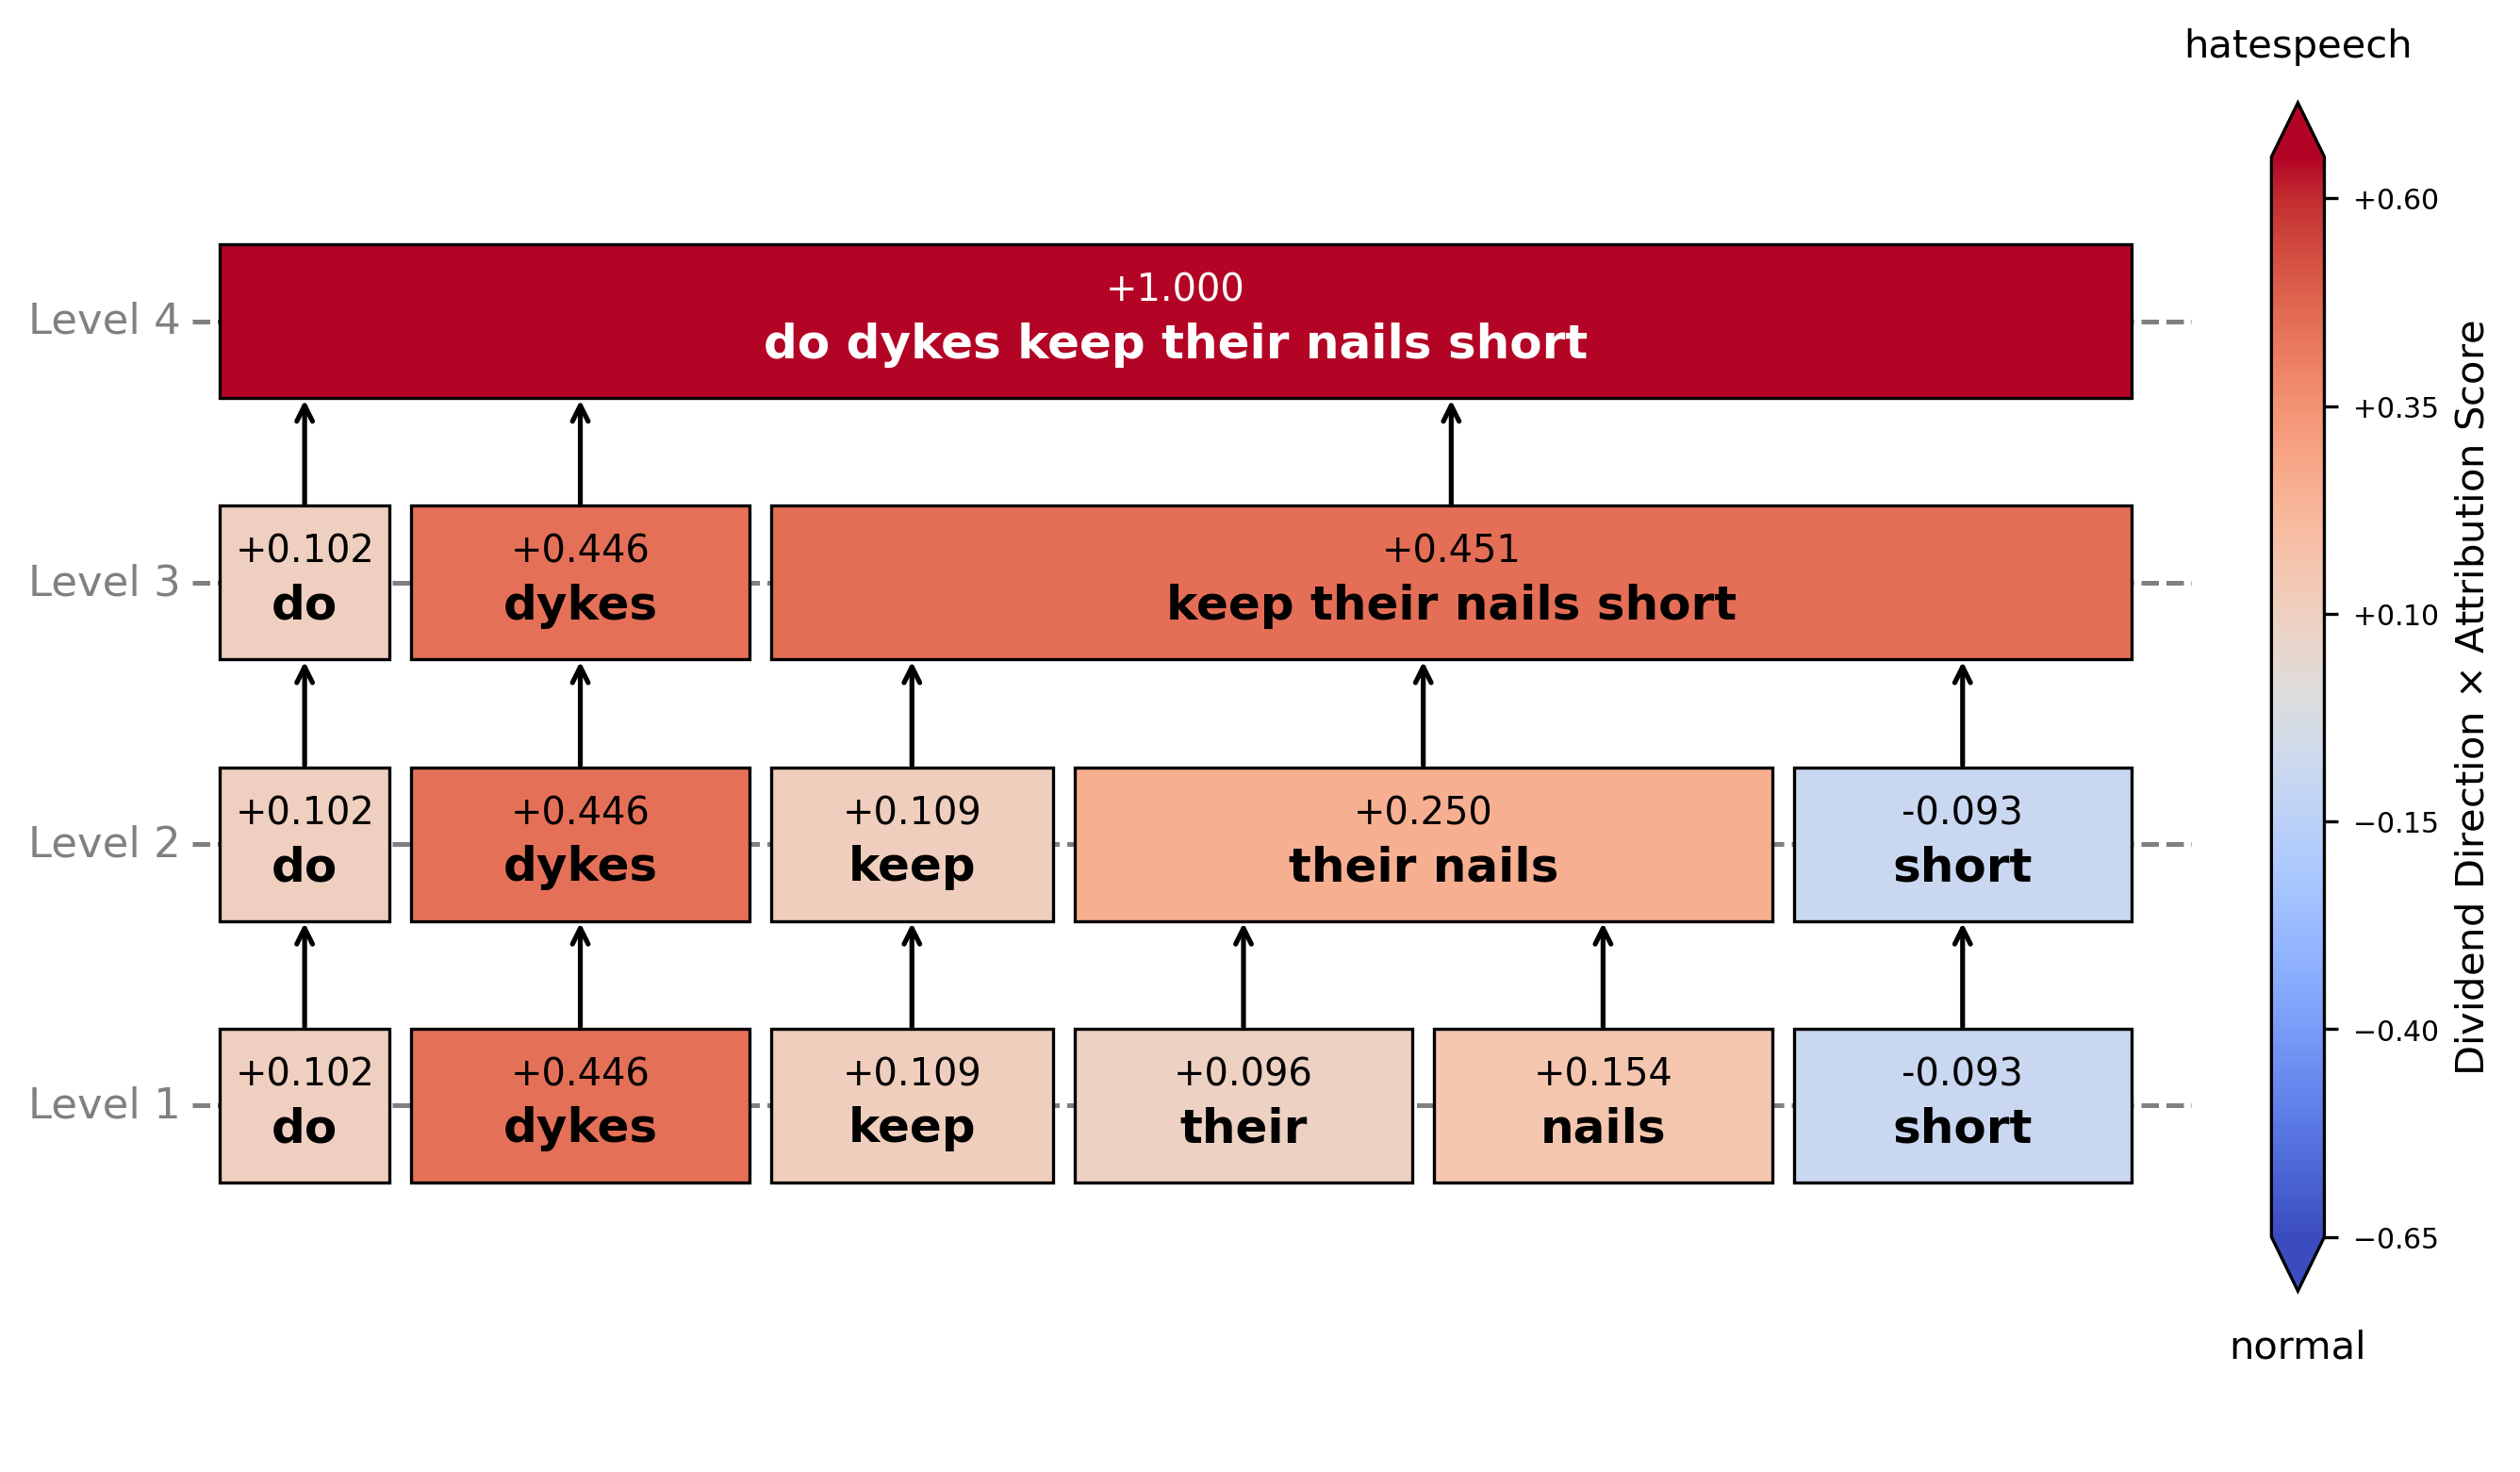 hatespeech
+1.000
Level 4
do dykes keep their nails short
+0.102 +0.446 +0.451
Level 3
do dykes keep their nails short
+0.102 +0.446 +0.109 +0.250 -0.093
Level 2
do dykes keep their nails short
+0.102 +0.446 +0.109 +0.096 +0.154 -0.093
Level 1
do dykes keep their nails short
+0.60
+0.35
+0.10
−0.15
−0.40
−0.65
Dividend Direction × Attribution Score
normal